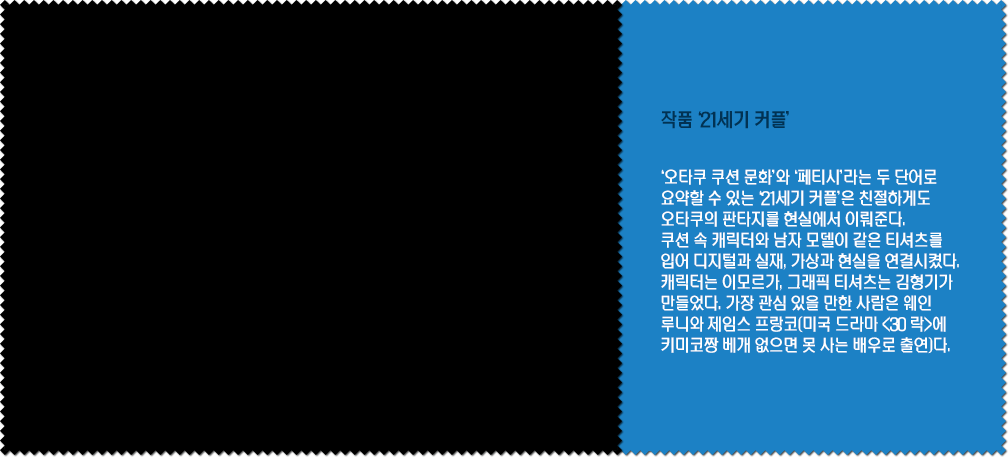 작품 ‘21세기 커플’
‘오타쿠 쿠션 문화’와 ‘페티시’라는 두 단어로
요약할 수 있는 ‘21세기 커플’은 친절하게도
오타쿠의 판타지를 현실에서 이뤄준다.
쿠션 속 캐릭터와 남자 모델이 같은 티셔츠를
입어 디지털과 실재, 가상과 현실을 연결시켰다.
캐릭터는 이모르가, 그래픽 티셔츠는 김형기가
만들었다. 가장 관심 있을 만한 사람은 웨인
루니와 제임스 프랑코(미국 드라마 <30 락>에
키미코짱 베개 없으면 못 사는 배우로 출연)다.